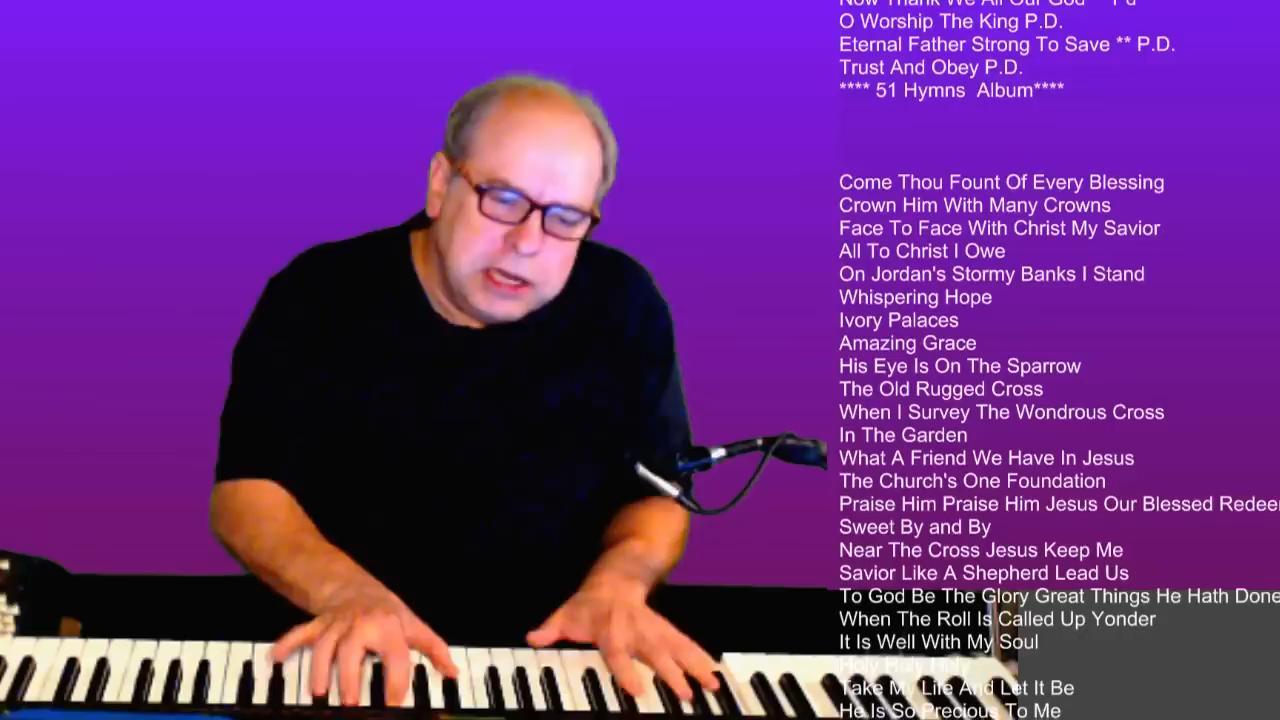 O Worship The King P.D.
Eternal Father Strong To Save ** P.D.
Trust And Obey P.D.
**** 51 Hymns  Album****
Come Thou Fount Of Every Blessing
Crown Him With Many Crowns
Face To Face With Christ My Savior
All To Christ I Owe
On Jordan's Stormy Banks I Stand
Whispering Hope
Ivory Palaces
Amazing Grace
His Eye Is On The Sparrow
The Old Rugged Cross
When I Survey The Wondrous Cross
In The Garden
What A Friend We Have In Jesus
The Church's One Foundation
Praise Him Praise Him Jesus Our Blessed Redee
Sweet By and By
Near The Cross Jesus Keep Me
Savior Like A Shepherd Lead Us
To God Be The Glory Great Things He Hath Done
When The Roll Is Called Up Yonder
It Is Well With My Soul
Holy Holy Holy
Take My Life And Let It Be
He Is So Precious To Me